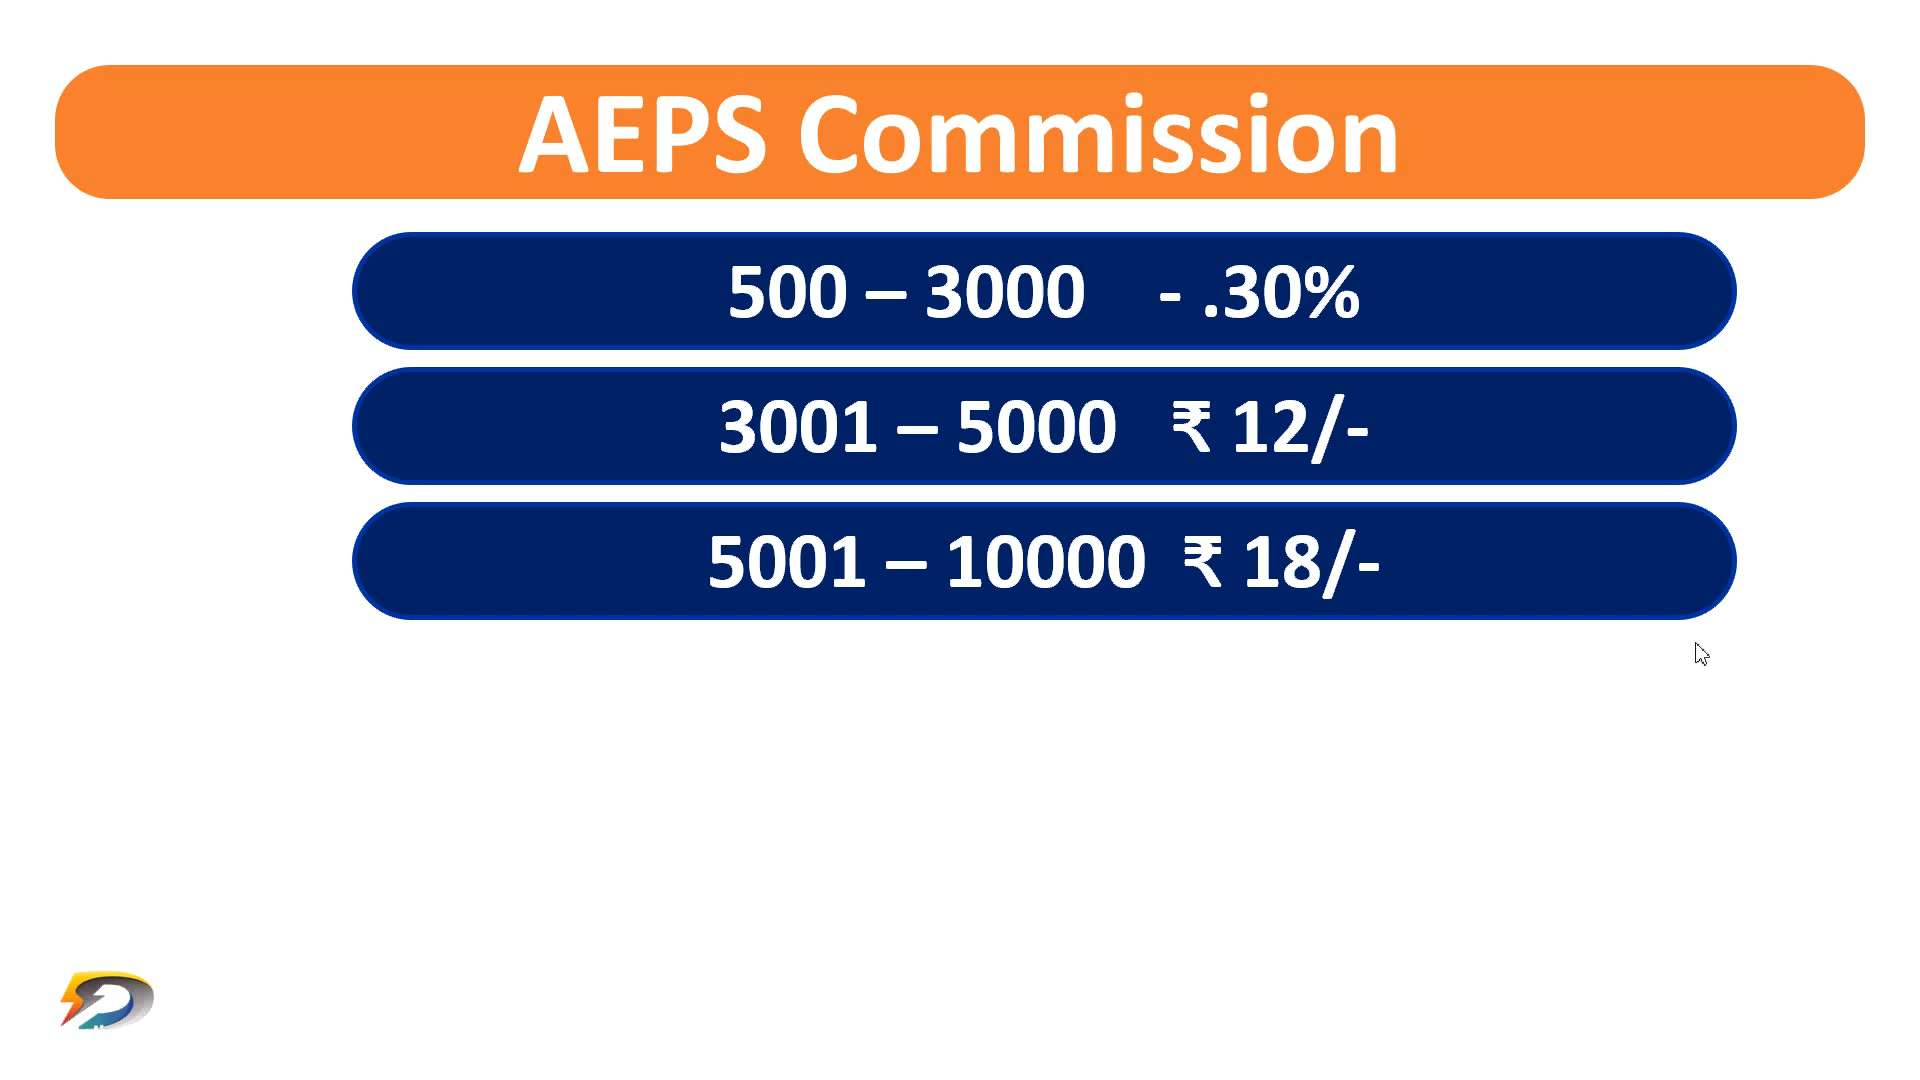 AEPS Commission
500 – 3000 - .30%
3001 – 5000 ₹ 12/-
5001 – 10000 ₹ 18/-